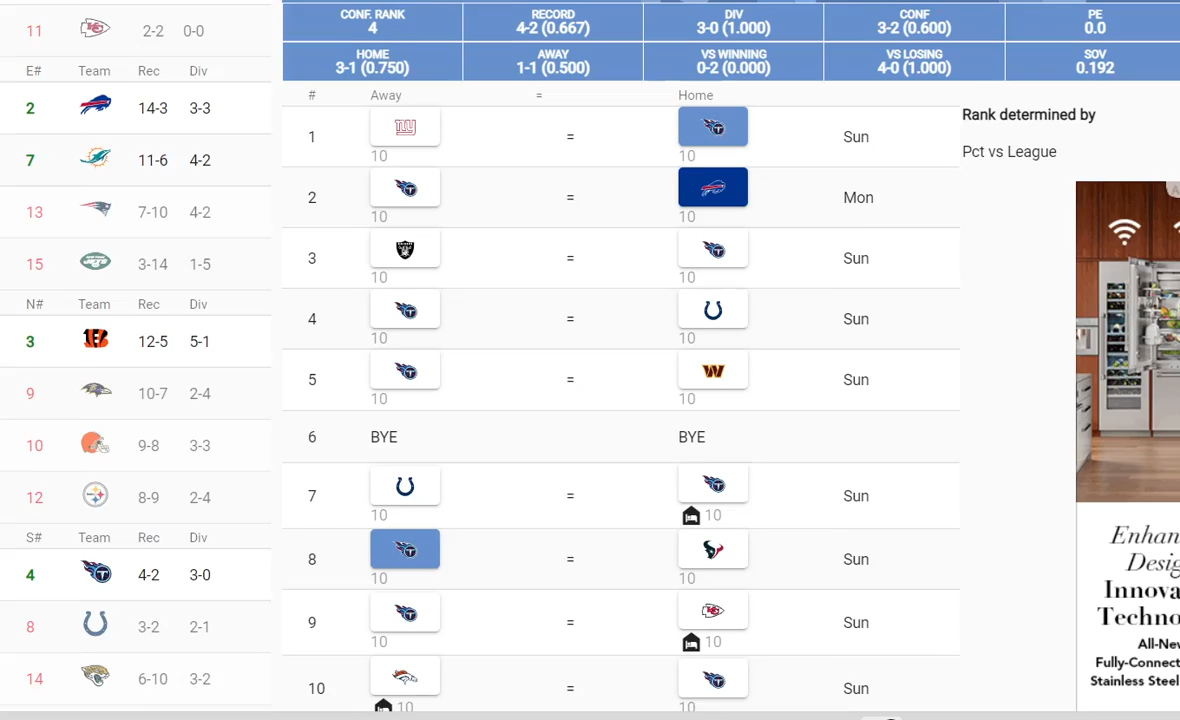 11 2-2 0-0
E# Team Rec Div
2 14-3 3-3
7 11-6 4-2
13 7-10 4-2
15 3-14 1-5
N# Team Rec Div
3 12-5 5-1
9 10-7 2-4
10 9-8 3-3
12 8-9 2-4
S# Team Rec Div
4 4-2 3-0
8 3-2 2-1
14 6-10 3-2
CONF. RANK RECORD DIV CONF PE
4 4-2 (0.667) 3-0 (1.000) 3-2 (0.600) 0.0
HOME AWAY VS WINNING VS LOSING SOV
3-1 (0.750) 1-1 (0.500) 0-2 (0.000) 4-0 (1.000) 0.192
# Away = Home
1 = Sun
10 10
2 = Mon
10 10
3 = Sun
10 10
4 = Sun
10 10
5 = Sun
10 10
6 BYE BYE
7 = Sun
10 10
8 = Sun
10 10
9 = Sun
10 10
10 = Sun
10 10
Rank determined by
Pct vs League
All-New
Stainless Steel